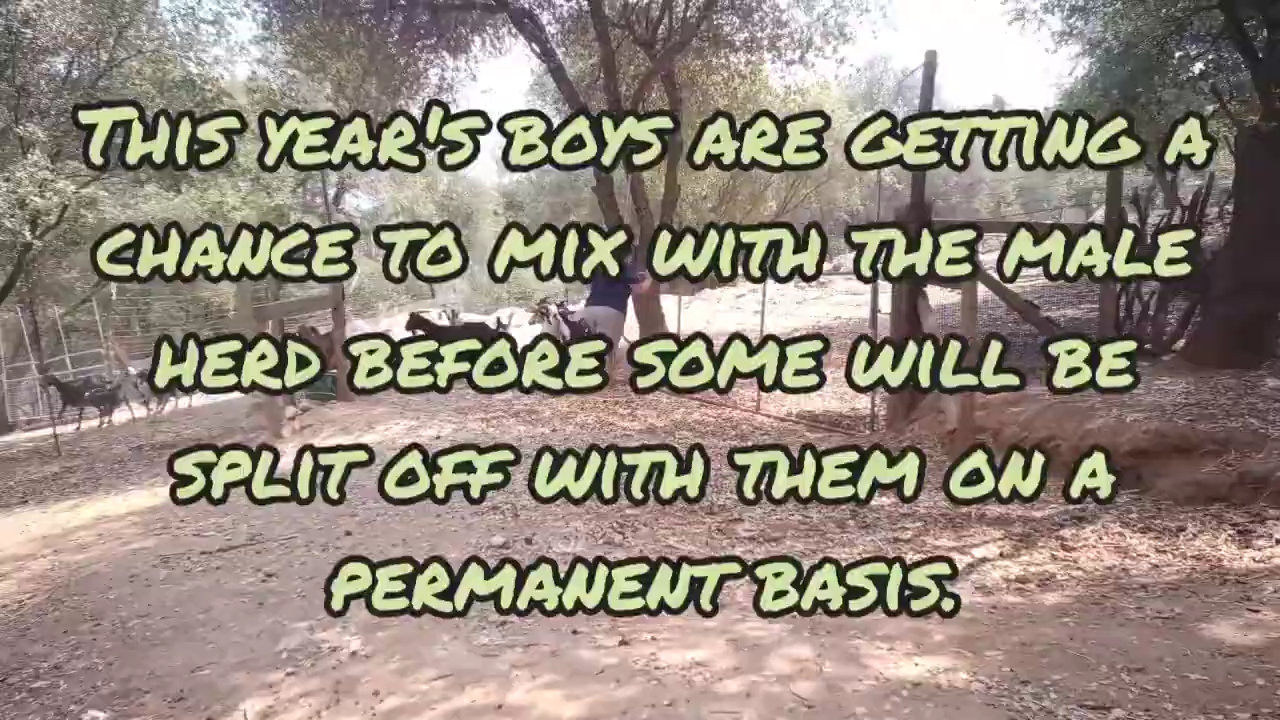 This year's boys are getting a
chance to mix with the male
herd before some will be
split off with them on a
permanent basis.